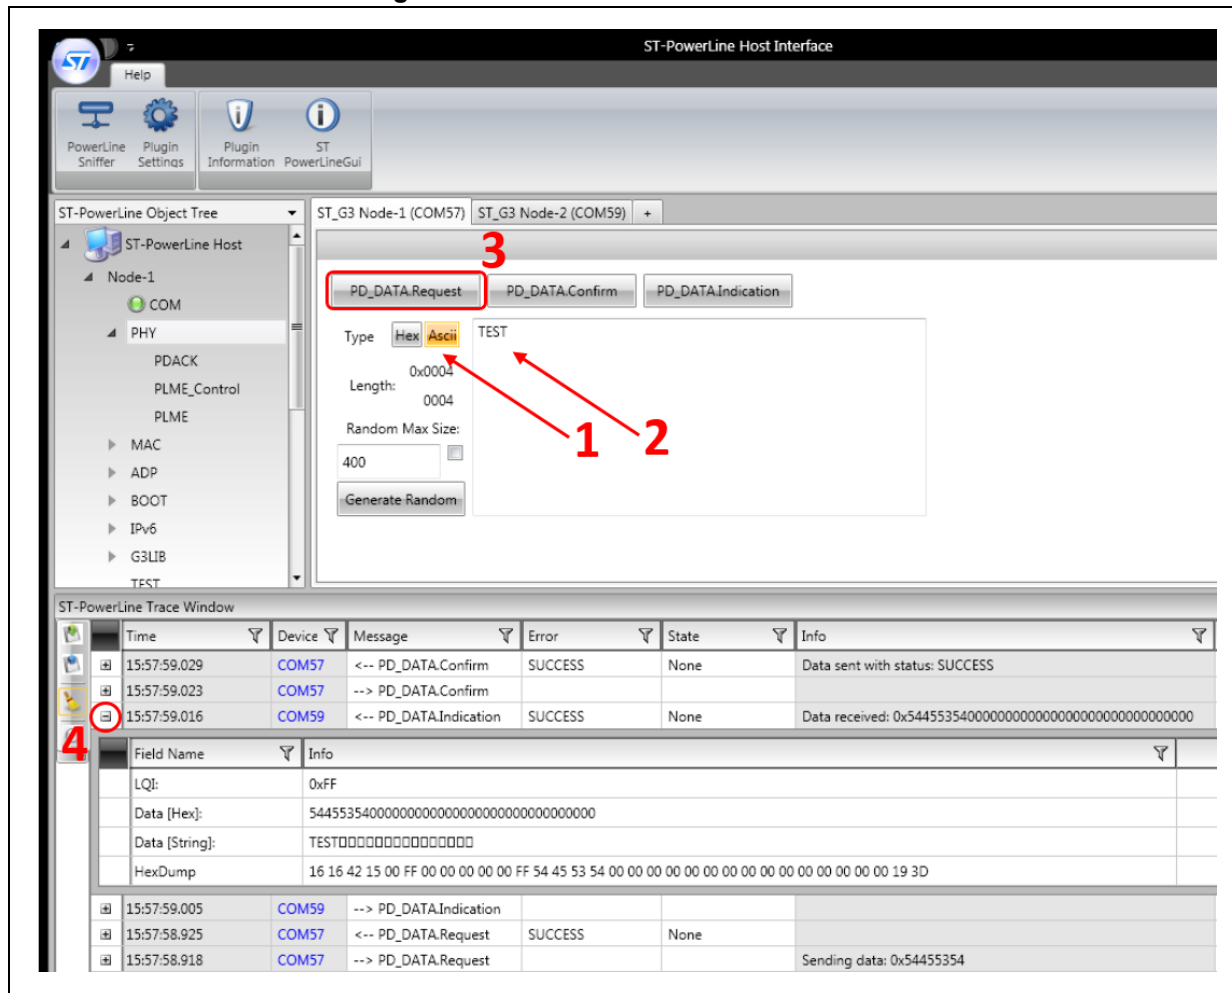 ST-PowerLine Host Interface
ST
Help
PowerLine Sniffer
Plugin Settings
Plugin Information
ST PowerLineGui
ST-PowerLine Object Tree
ST_G3 Node-1 (COM57) ST_G3 Node-2 (COM59) +
ST-PowerLine Host
Node-1
COM
PHY
PDACK
PLME_Control
PLME
MAC
ADP
BOOT
IPv6
G3LIB
TEST
3
PD_DATA.Request PD_DATA.Confirm PD_DATA.Indication
Type Hex Ascii TEST
0x0004
Length:
0004
Random Max Size:
1 2
400
Generate Random
ST-PowerLine Trace Window
Time Device Message Error State Info
15:57:59.029 COM57 <-- PD_DATA.Confirm SUCCESS None Data sent with status: SUCCESS
15:57:59.023 COM57 --> PD_DATA.Confirm
15:57:59.016 COM59 <-- PD_DATA.Indication SUCCESS None Data received: 0x5445535400000000000000000000000000000000
4
Field Name Info
LQI: 0xFF
Data [Hex]: 5445535400000000000000000000000000000000
Data [String]: TEST▯▯▯▯▯▯▯▯▯▯▯▯▯▯▯▯
HexDump 16 16 42 15 00 FF 00 00 00 00 00 FF 54 45 53 54 00 00 00 00 00 00 00 00 00 00 00 00 00 00 00 00 19 3D
15:57:59.005 COM59 --> PD_DATA.Indication
15:57:58.925 COM57 <-- PD_DATA.Request SUCCESS None
15:57:58.918 COM57 --> PD_DATA.Request Sending data: 0x54455354